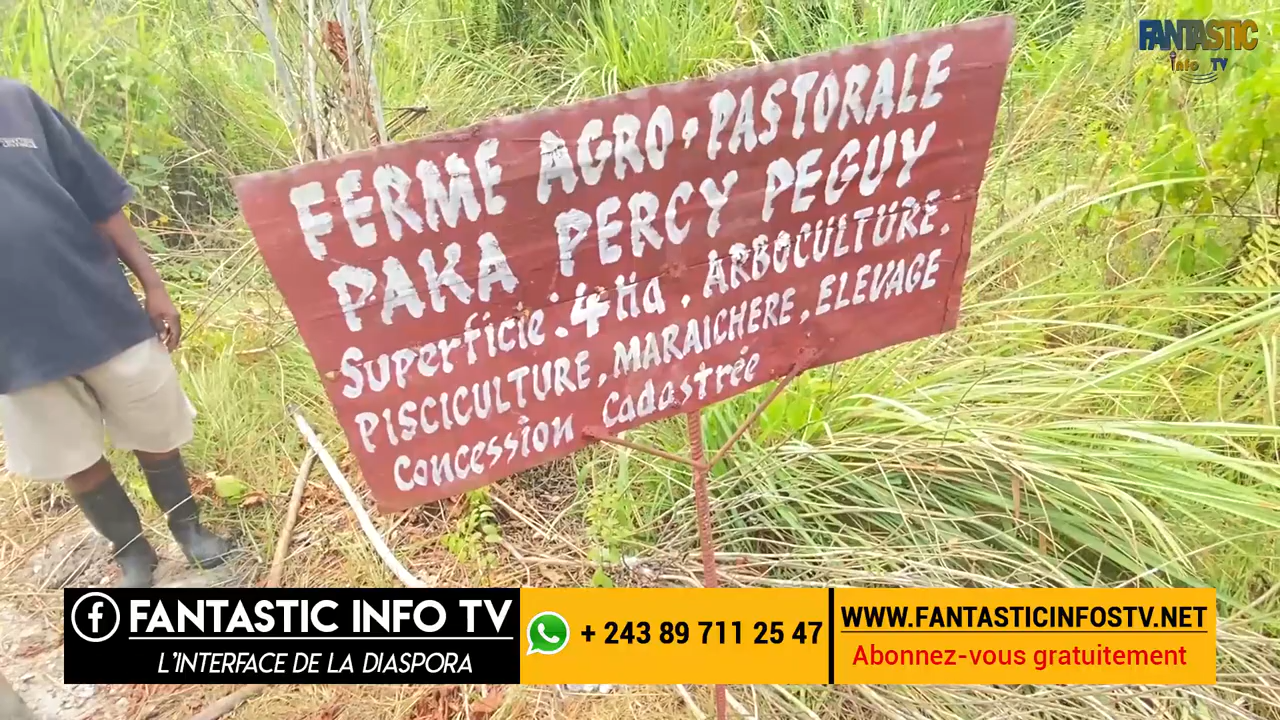 FANTASTIC
Info TV
FERME AGRO-PASTORALE
PAKA PERCY PEGUY
Superficie : 4 Ha . ARBOCULTURE.
PISCICULTURE, MARAICHERE, ELEVAGE
Concession Cadastrée
FANTASTIC INFO TV
L'INTERFACE DE LA DIASPORA
+ 243 89 711 25 47
WWW.FANTASTICINFOSTV.NET
Abonnez-vous gratuitement